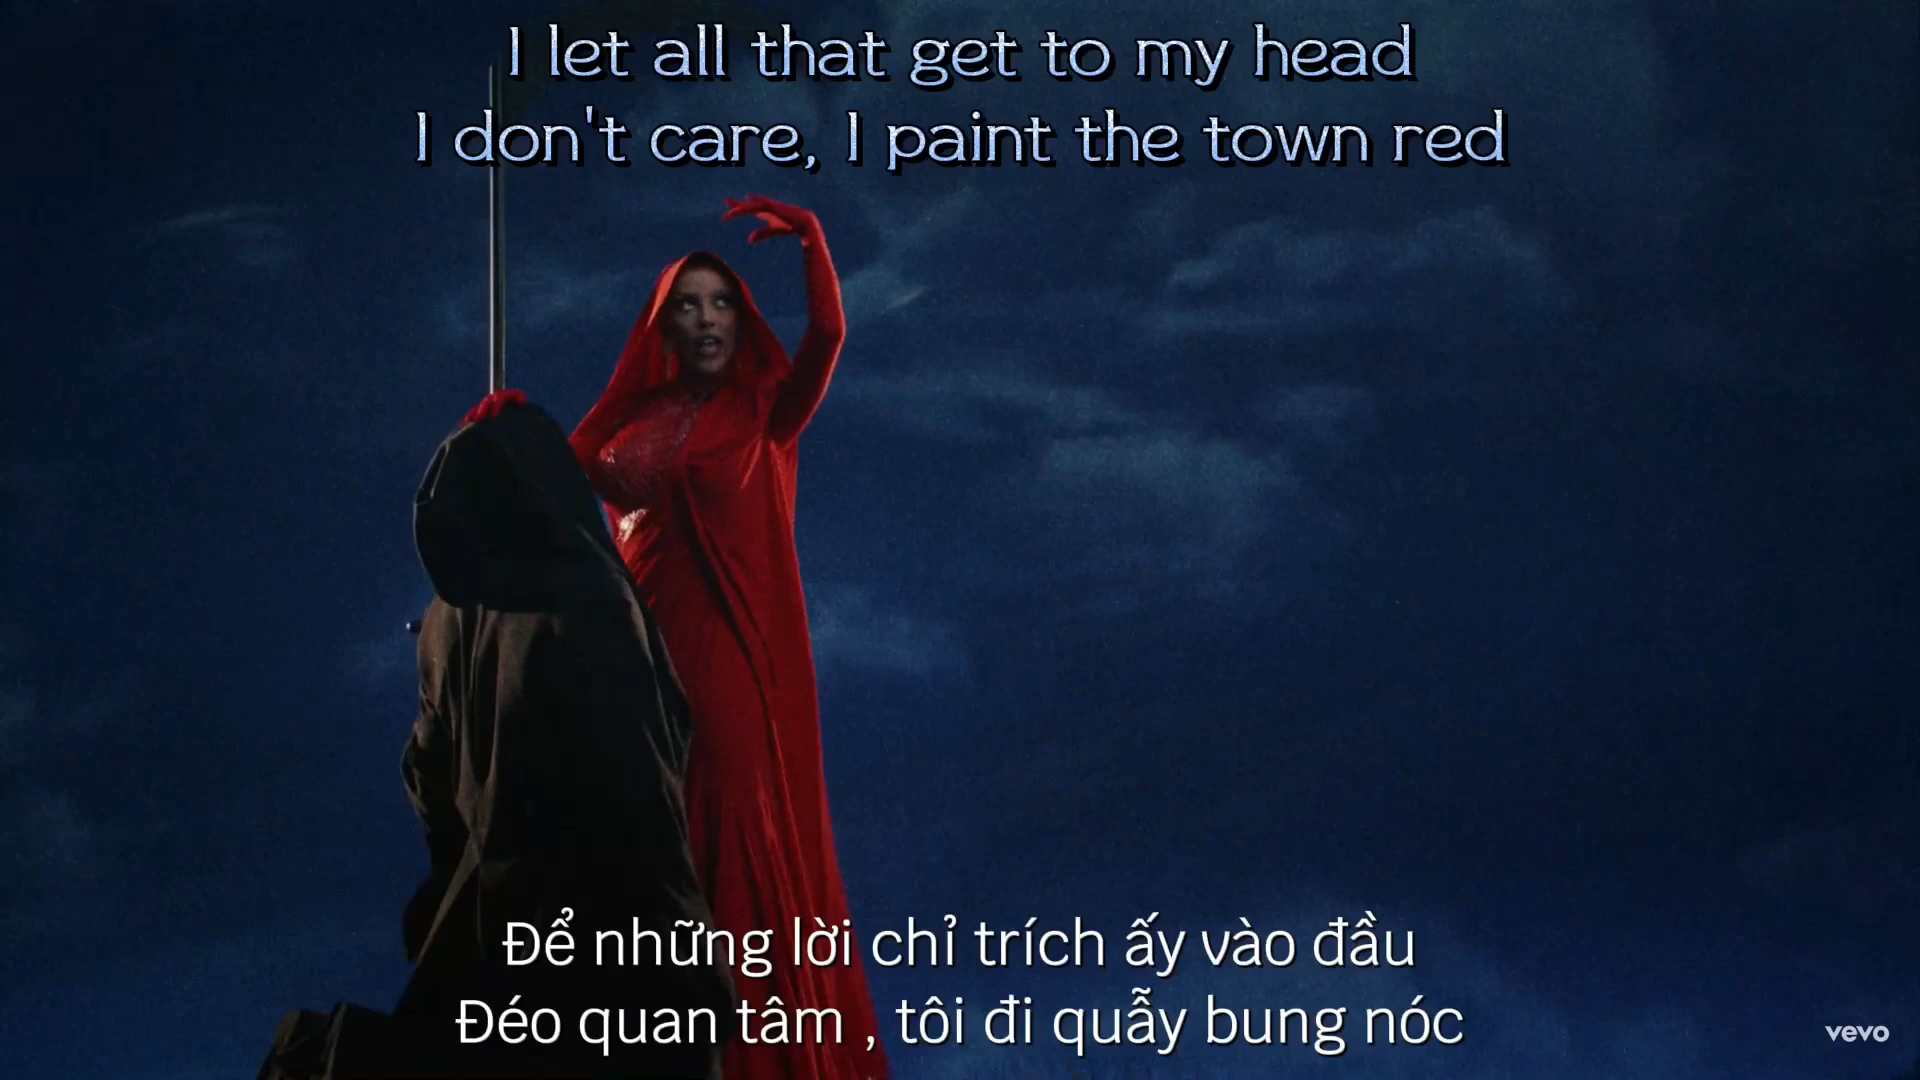 I let all that get to my head
I don't care, I paint the town red
Để những lời chỉ trích ấy vào đầu
Đéo quan tâm , tôi đi quẫy bung nóc
vevo